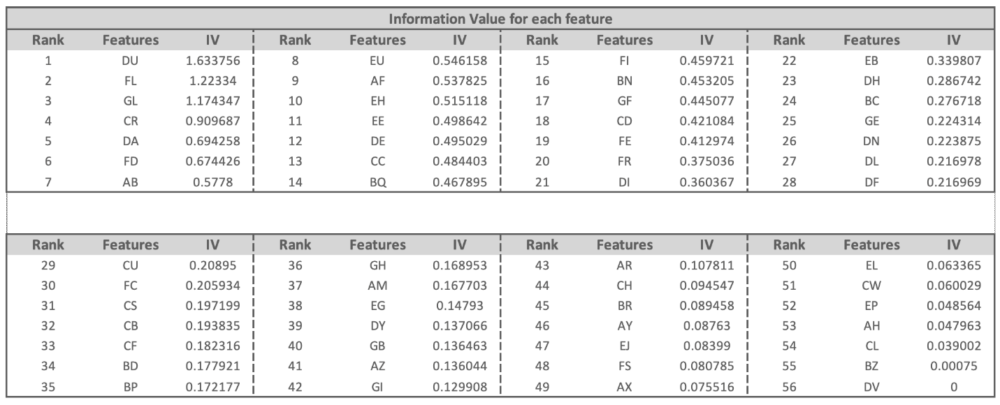 Information Value for each feature
Rank Features IV Rank Features IV Rank Features IV Rank Features IV
1 DU 1.633756 8 EU 0.546158 15 FI 0.459721 22 EB 0.339807
2 FL 1.22334 9 AF 0.537825 16 BN 0.453205 23 DH 0.286742
3 GL 1.174347 10 EH 0.515118 17 GF 0.445077 24 BC 0.276718
4 CR 0.909687 11 EE 0.498642 18 CD 0.421084 25 GE 0.224314
5 DA 0.694258 12 DE 0.495029 19 FE 0.412974 26 DN 0.223875
6 FD 0.674426 13 CC 0.484403 20 FR 0.375036 27 DL 0.216978
7 AB 0.5778 14 BQ 0.467895 21 DI 0.360367 28 DF 0.216969
Rank Features IV Rank Features IV Rank Features IV Rank Features IV
29 CU 0.20895 36 GH 0.168953 43 AR 0.107811 50 EL 0.063365
30 FC 0.205934 37 AM 0.167703 44 CH 0.094547 51 CW 0.060029
31 CS 0.197199 38 EG 0.14793 45 BR 0.089458 52 EP 0.048564
32 CB 0.193835 39 DY 0.137066 46 AY 0.08763 53 AH 0.047963
33 CF 0.182316 40 GB 0.136463 47 EJ 0.08399 54 CL 0.039002
34 BD 0.177921 41 AZ 0.136044 48 FS 0.080785 55 BZ 0.00075
35 BP 0.172177 42 GI 0.129908 49 AX 0.075516 56 DV 0